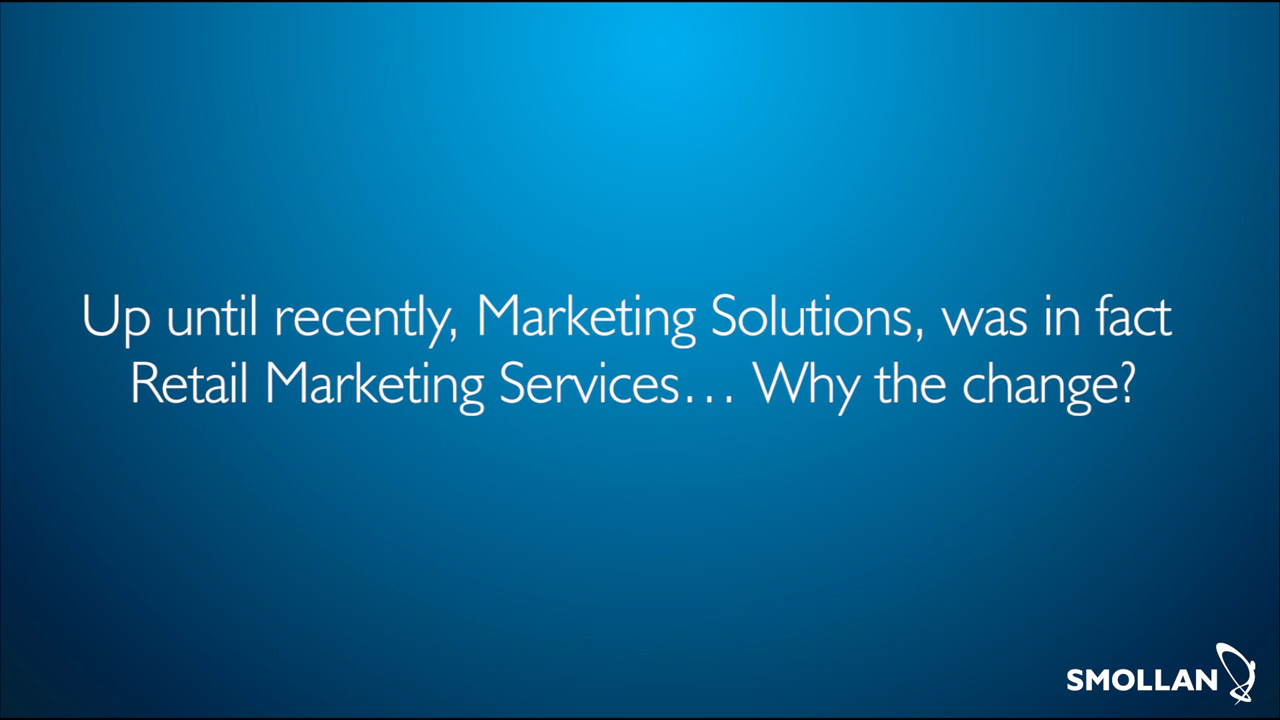 Up until recently, Marketing Solutions, was in fact
Retail Marketing Services... Why the change?
SMOLLAN